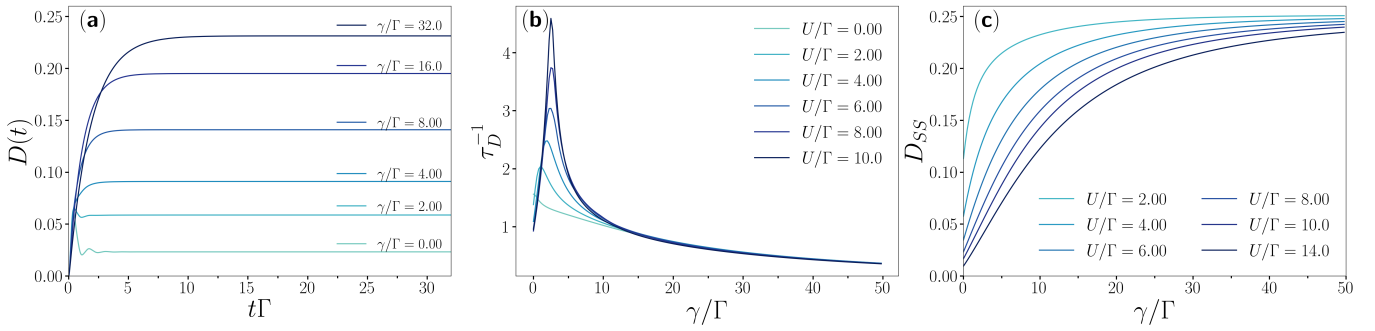 (a)
γ/Γ = 32.0
γ/Γ = 16.0
γ/Γ = 8.00
γ/Γ = 4.00
γ/Γ = 2.00
γ/Γ = 0.00
D(t)
0.25
0.20
0.15
0.10
0.05
0.00
0 5 10 15 20 25 30
tΓ
(b)
U/Γ = 0.00
U/Γ = 2.00
U/Γ = 4.00
U/Γ = 6.00
U/Γ = 8.00
U/Γ = 10.0
τ_D^{-1}
4
3
2
1
0 10 20 30 40 50
γ/Γ
(c)
D_{SS}
0.25
0.20
0.15
0.10
0.05
0.00
U/Γ = 2.00 U/Γ = 8.00
U/Γ = 4.00 U/Γ = 10.0
U/Γ = 6.00 U/Γ = 14.0
0 10 20 30 40 50
γ/Γ